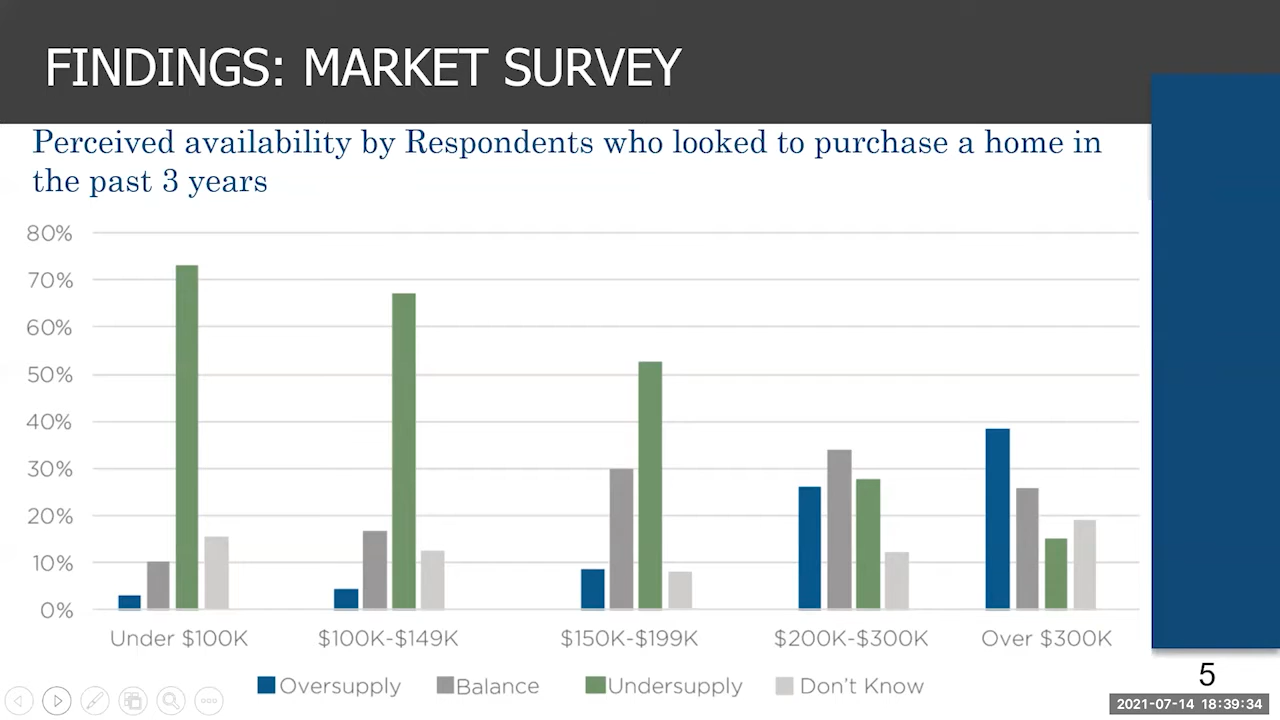 FINDINGS: MARKET SURVEY
Perceived availability by Respondents who looked to purchase a home in
the past 3 years
80%
70%
60%
50%
40%
30%
20%
10%
0%
Under $100K $100K-$149K $150K-$199K $200K-$300K Over $300K
Oversupply Balance Undersupply Don't Know
5
2021-07-14 18:39:34